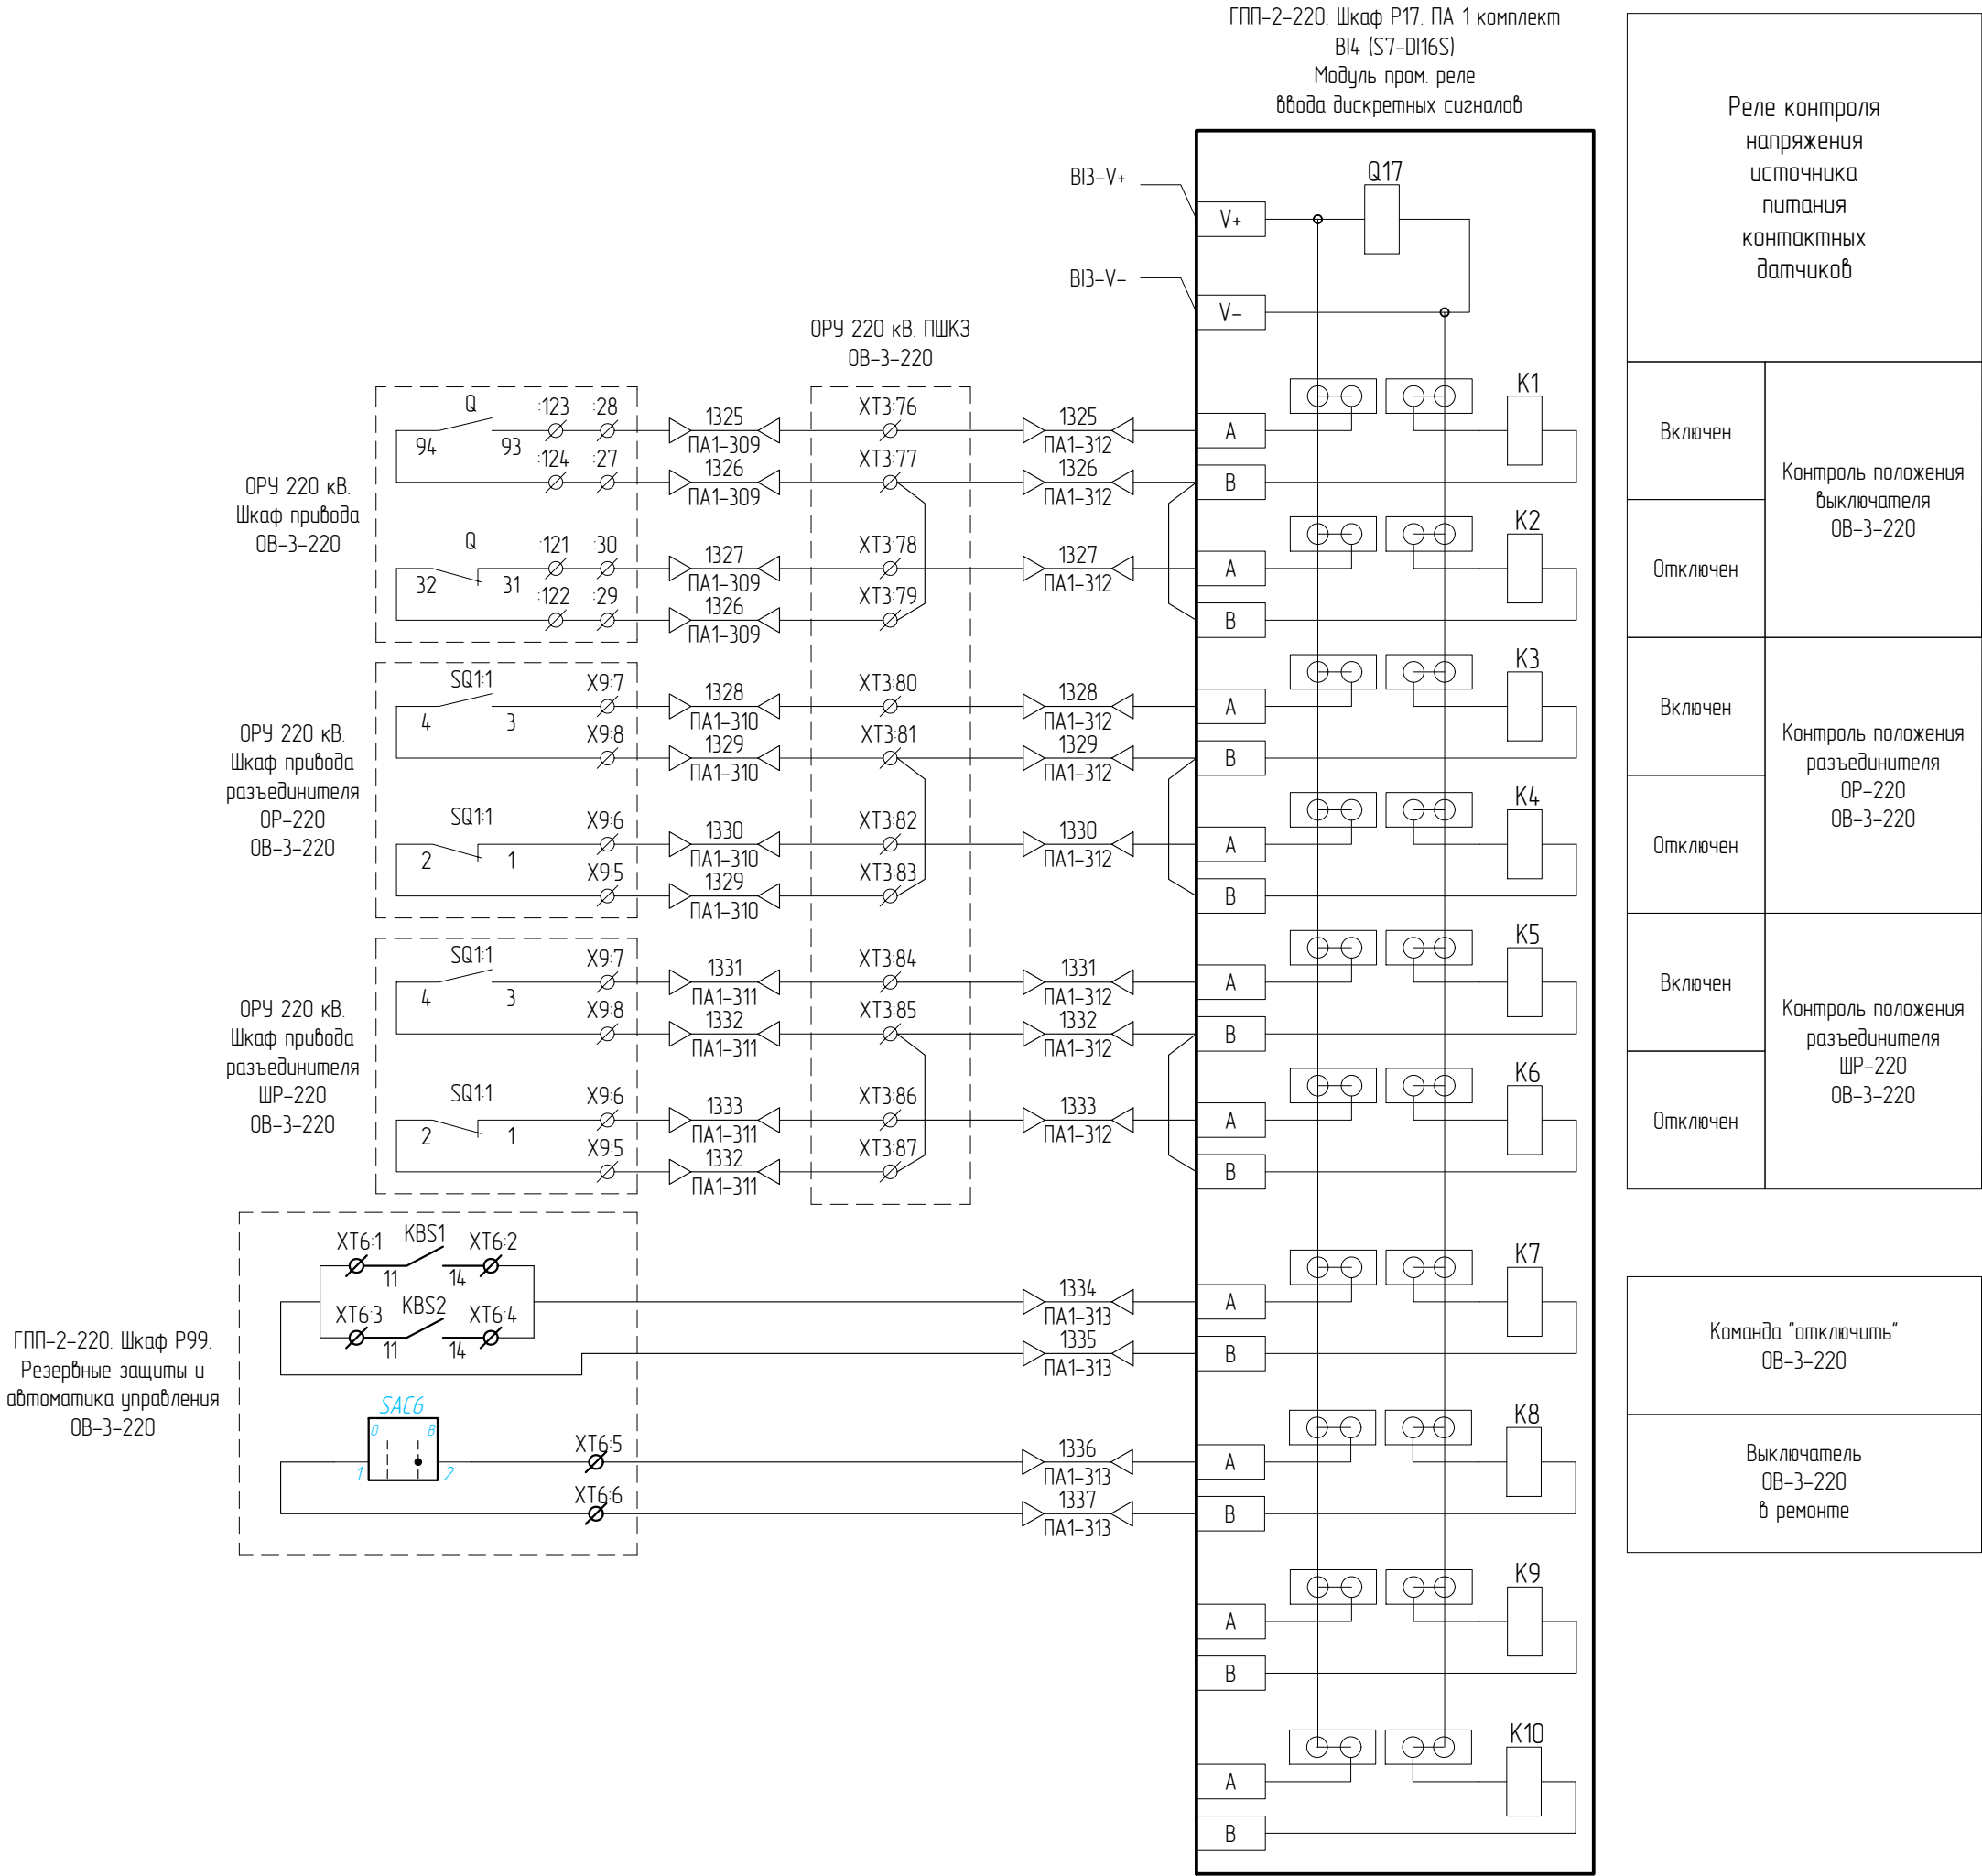 ГПП-2-220. Шкаф Р17. ПА 1 комплект
BI4 (S7-DI16S)
Модуль пром. реле
ввода дискретных сигналов
Реле контроля
напряжения
источника
питания
контактных
датчиков
BI3-V+
V+
Q17
BI3-V-
V-
ОРУ 220 кВ. ПШКЗ
ОВ-3-220
ОРУ 220 кВ.
Шкаф привода
ОВ-3-220
Q
94
93
:123
:28
1325
ПА1-309
XT3:76
1325
ПА1-312
A
K1
:124
:27
1326
ПА1-309
XT3:77
1326
ПА1-312
B
Включен
Контроль положения
выключателя
ОВ-3-220
Q
32
31
:121
:30
1327
ПА1-309
XT3:78
1327
ПА1-312
A
K2
:122
:29
1326
ПА1-309
XT3:79
B
Отключен
ОРУ 220 кВ.
Шкаф привода
разъединителя
ОР-220
ОВ-3-220
SQ1:1
4
3
X9:7
1328
ПА1-310
XT3:80
1328
ПА1-312
A
K3
X9:8
1329
ПА1-310
XT3:81
1329
ПА1-312
B
Включен
Контроль положения
разъединителя
ОР-220
ОВ-3-220
SQ1:1
2
1
X9:6
1330
ПА1-310
XT3:82
1330
ПА1-312
A
K4
X9:5
1329
ПА1-310
XT3:83
B
Отключен
ОРУ 220 кВ.
Шкаф привода
разъединителя
ШР-220
ОВ-3-220
SQ1:1
4
3
X9:7
1331
ПА1-311
XT3:84
1331
ПА1-312
A
K5
X9:8
1332
ПА1-311
XT3:85
1332
ПА1-312
B
Включен
Контроль положения
разъединителя
ШР-220
ОВ-3-220
SQ1:1
2
1
X9:6
1333
ПА1-311
XT3:86
1333
ПА1-312
A
K6
X9:5
1332
ПА1-311
XT3:87
B
Отключен
ГПП-2-220. Шкаф Р99.
Резервные защиты и
автоматика управления
ОВ-3-220
XT6:1
KBS1
XT6:2
11
14
XT6:3
KBS2
XT6:4
11
14
1334
ПА1-313
A
K7
1335
ПА1-313
B
Команда "отключить"
ОВ-3-220
SAC6
0
B
1
2
XT6:5
1336
ПА1-313
A
K8
XT6:6
1337
ПА1-313
B
Выключатель
ОВ-3-220
в ремонте
K9
A
B
K10
A
B